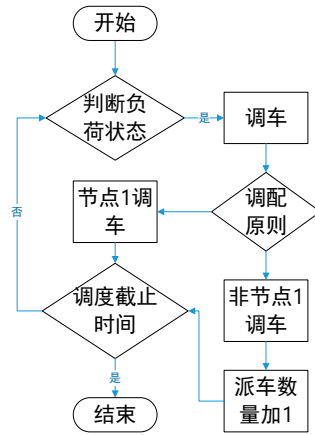 开始
判断负
荷状态
是
调车
节点1调
车
调配
原则
否
非节点1
调车
调度截止
时间
是
派车数
量加1
结束